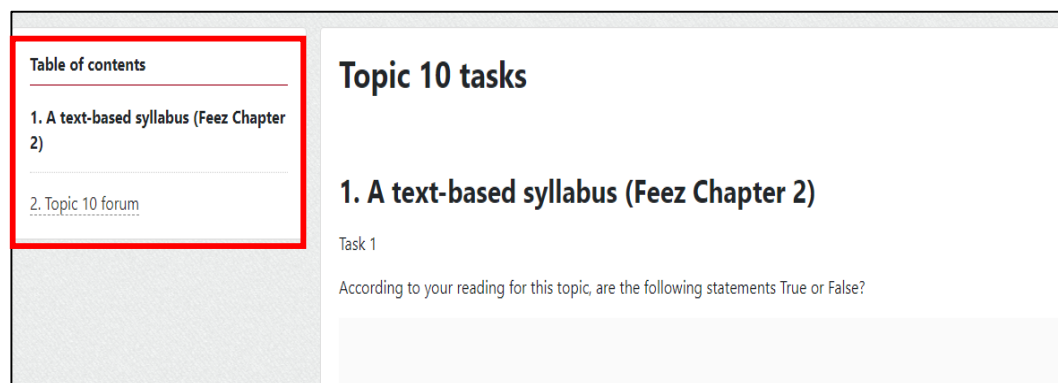 Table of contents
1. A text-based syllabus (Feez Chapter
2)
2. Topic 10 forum
Topic 10 tasks
1. A text-based syllabus (Feez Chapter 2)
Task 1
According to your reading for this topic, are the following statements True or False?